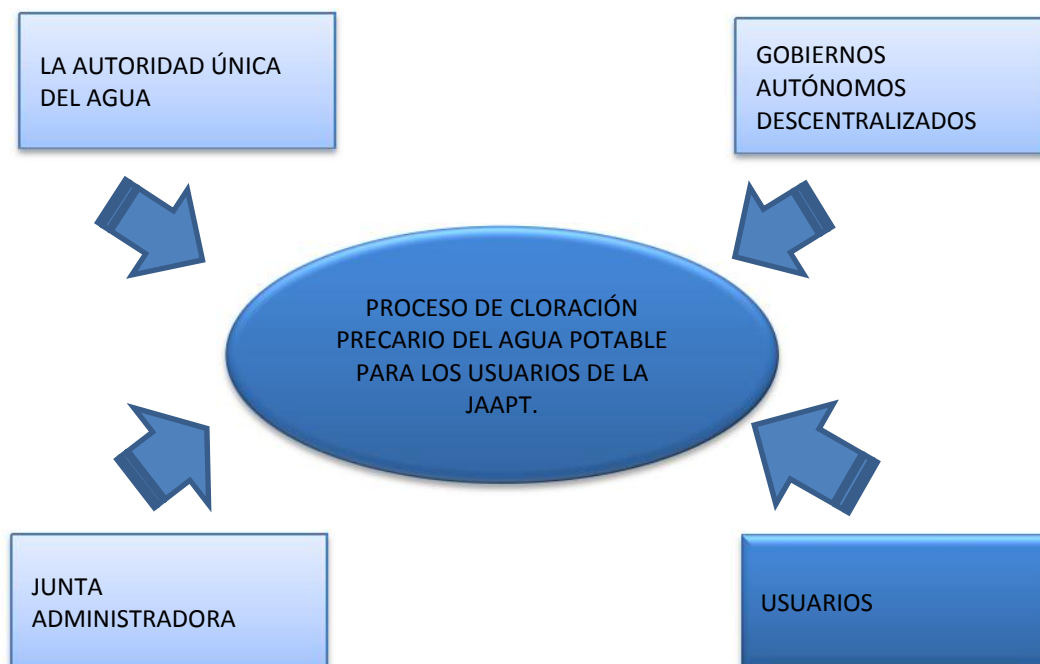 LA AUTORIDAD ÚNICA
DEL AGUA
GOBIERNOS
AUTÓNOMOS
DESCENTRALIZADOS
PROCESO DE CLORACIÓN
PRECARIO DEL AGUA POTABLE
PARA LOS USUARIOS DE LA
JAAPT.
JUNTA
ADMINISTRADORA
USUARIOS